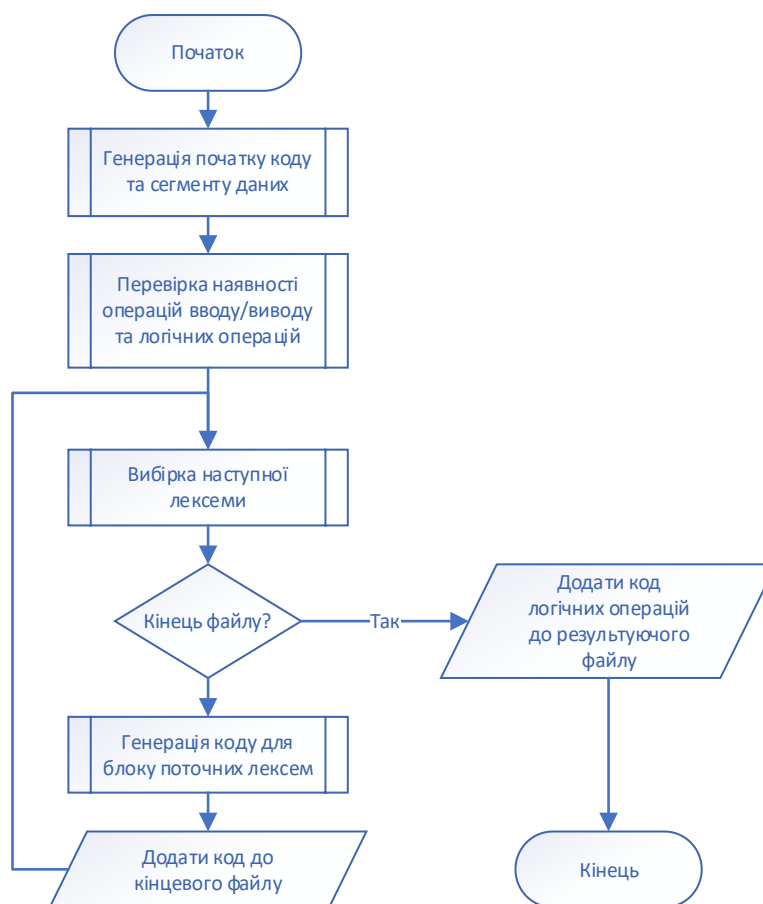 Початок
Генерація початку коду
та сегменту даних
Перевірка наявності
операцій вводу/виводу
та логічних операцій
Вибірка наступної
лексеми
Кінець файлу?
Так
Додати код
логічних операцій
до результуючого
файлу
Генерація коду для
блоку поточних лексем
Додати код до
кінцевого файлу
Кінець